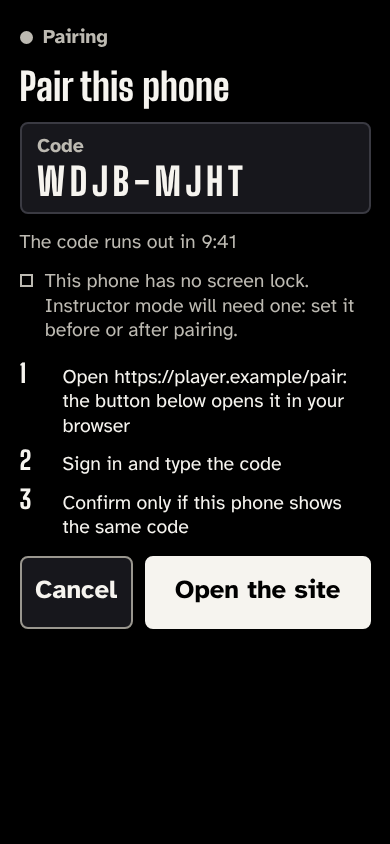 Pairing
Pair this phone
Code
WDJB-MJHT
The code runs out in 9:41
This phone has no screen lock.
Instructor mode will need one: set it
before or after pairing.
1 Open https://player.example/pair:
the button below opens it in your
browser
2 Sign in and type the code
3 Confirm only if this phone shows
the same code
Cancel Open the site